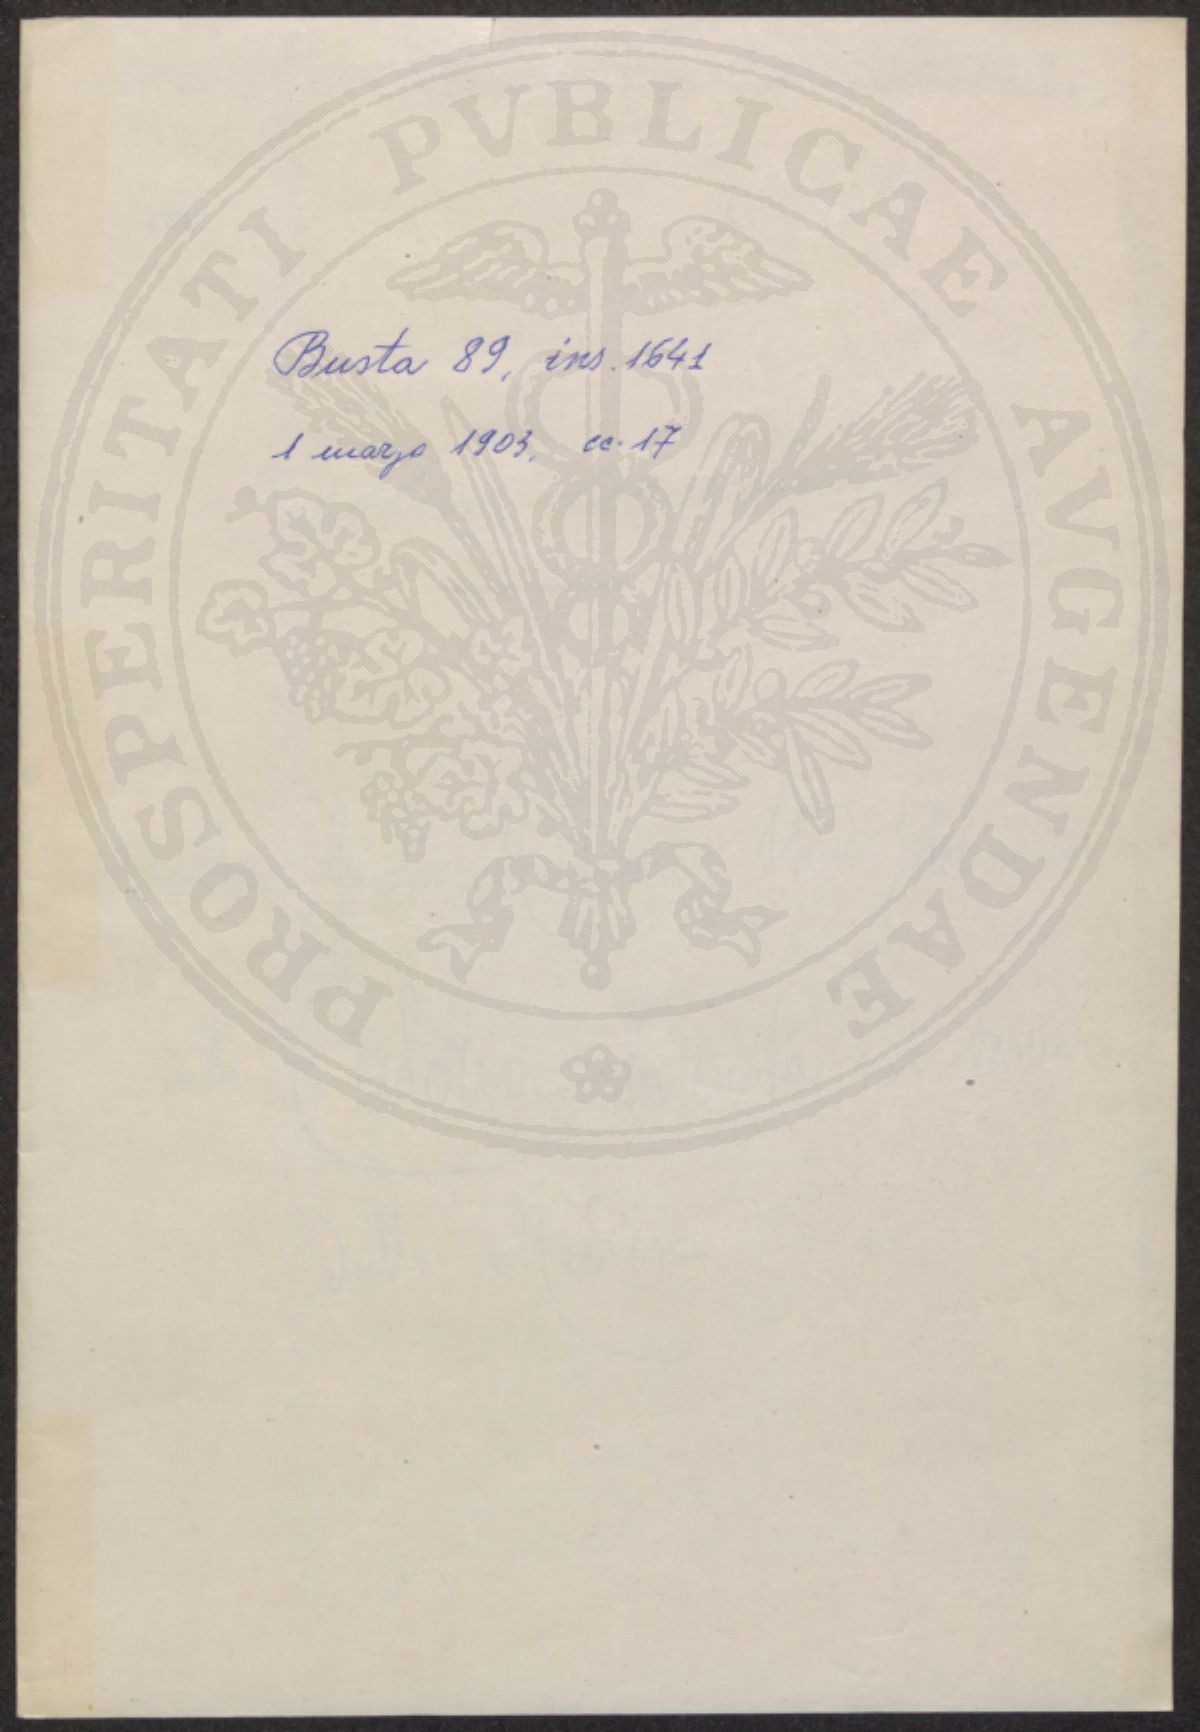 PROSPERITATI PVBLICAE AVGENDAE
Busta 89, ins. 1641
1 marzo 1903, cc. 17